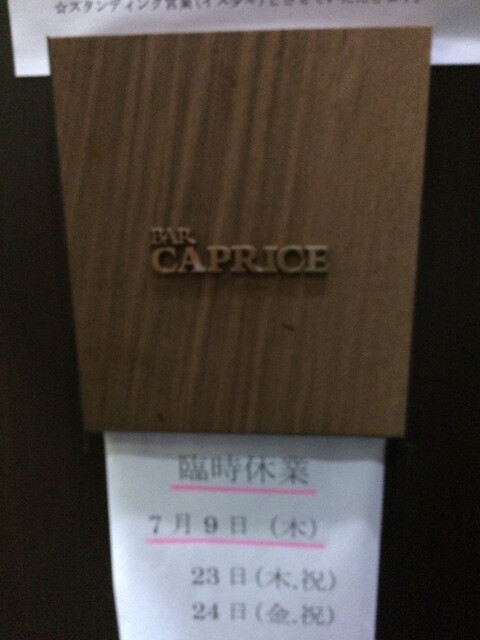 ☆スタンディング営業(イスナキ)とさせていただきます。
BAR
CAPRICE
臨時休業
7月9日(木)
23日(木,祝)
24日(金,祝)